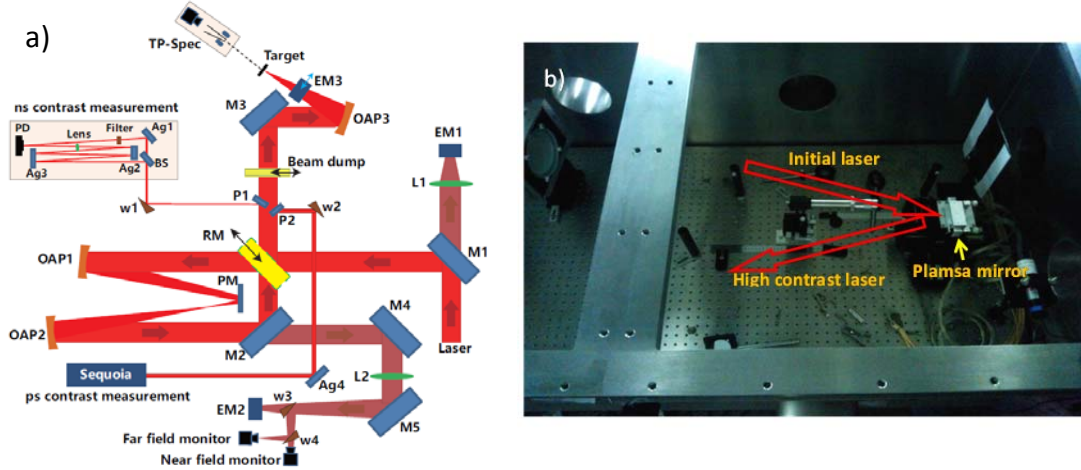 a)
TP-Spec
Target
EM3
M3
OAP3
ns contrast measurement
PD
Lens
Filter
Ag1
Ag3
Ag2
BS
EM1
Beam dump
L1
P1
w1
P2
w2
RM
M1
OAP1
PM
M4
OAP2
M2
Laser
Sequoia
L2
Ag4
ps contrast measurement
EM2
w3
M5
Far field monitor
w4
Near field monitor
b)
Initial laser
High contrast laser
Plamsa mirror